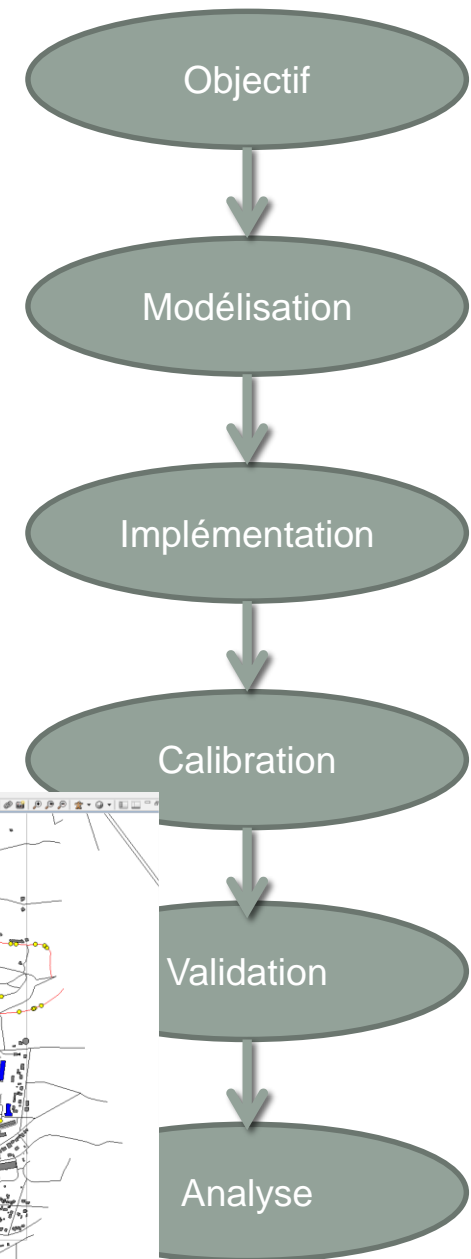 Objectif
Modélisation
Implémentation
Calibration
Validation
Analyse